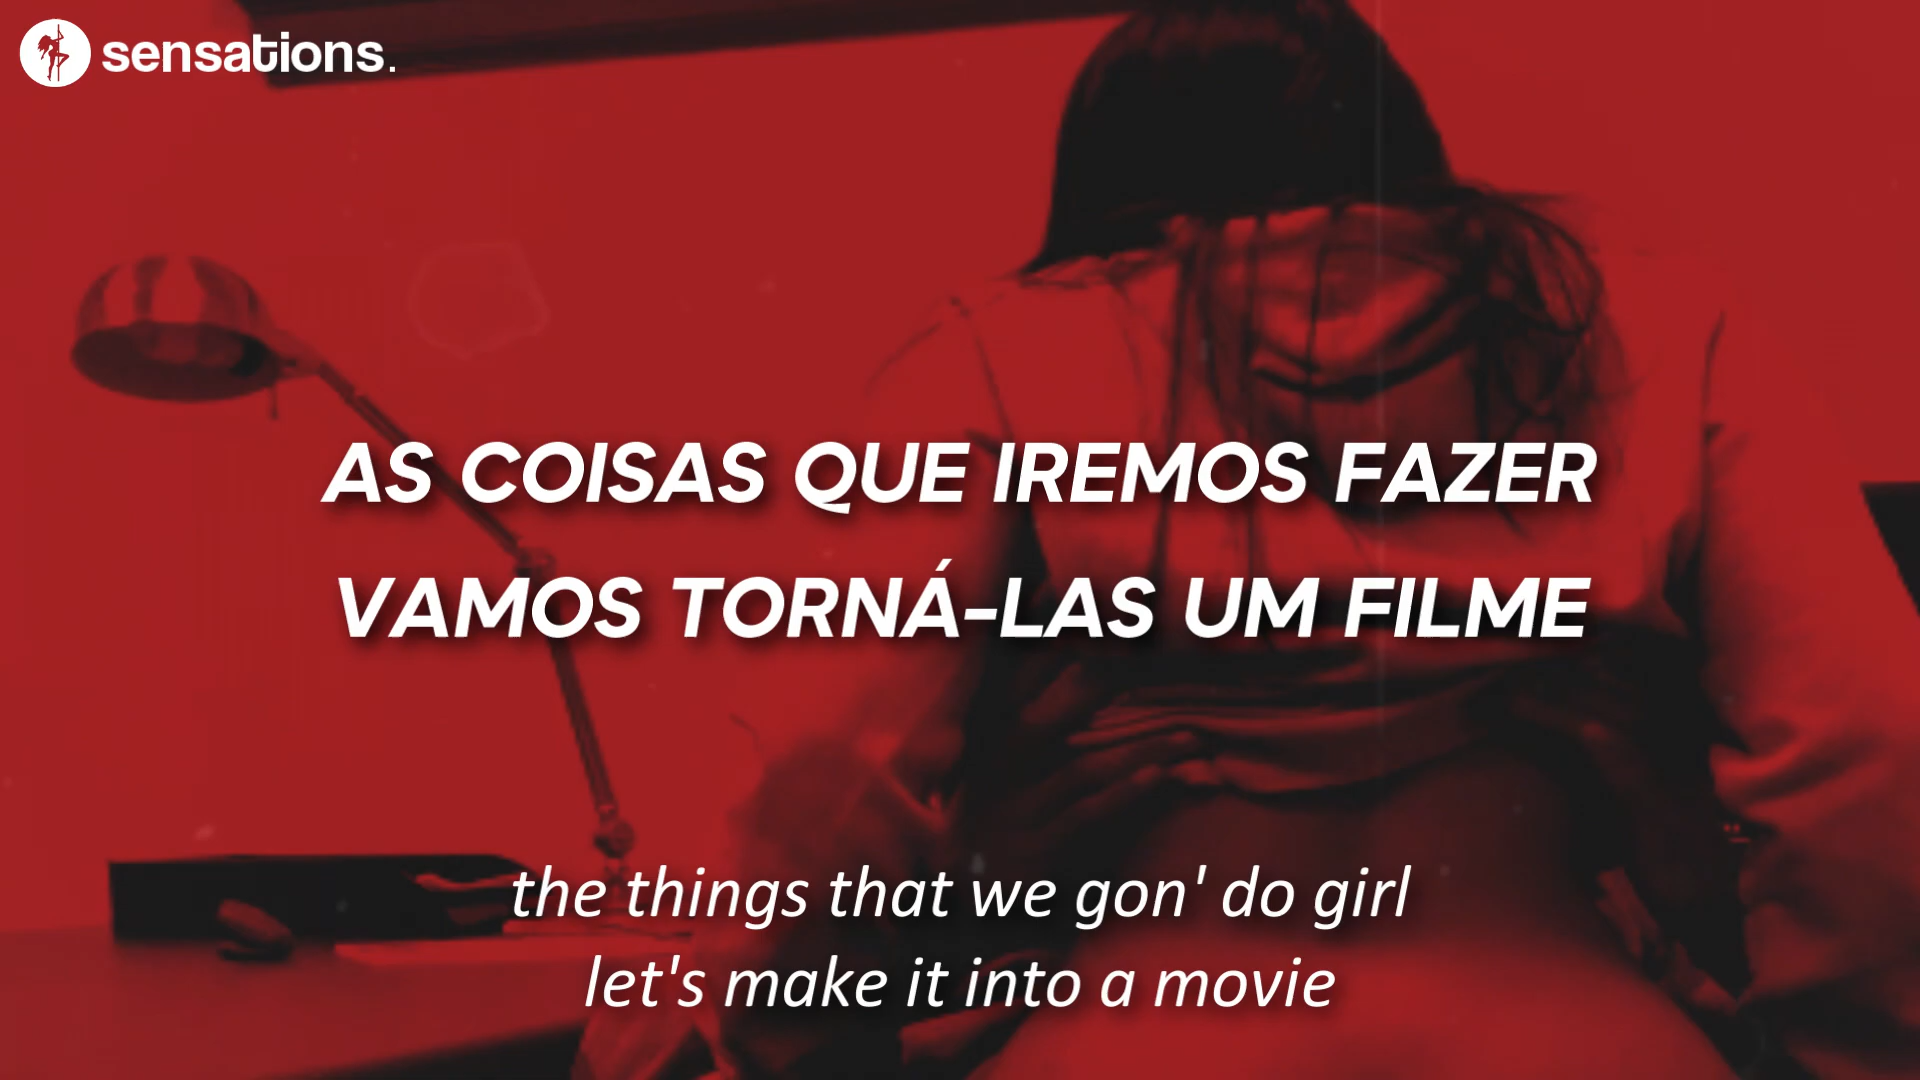 sensations.
AS COISAS QUE IREMOS FAZER
VAMOS TORNÁ-LAS UM FILME
the things that we gon' do girl
let's make it into a movie